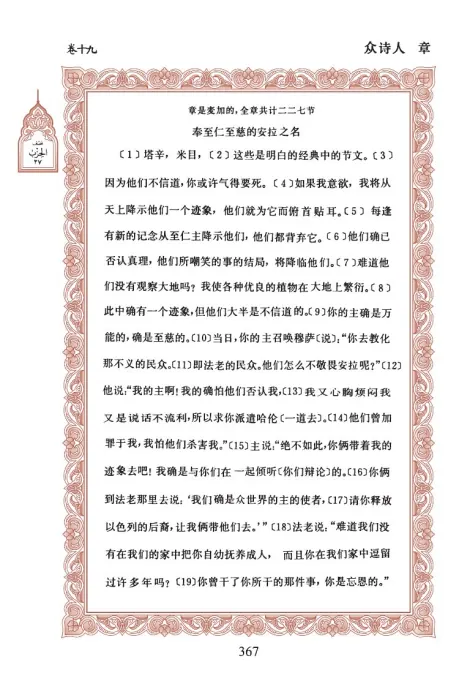 卷十九
众诗人 章
نصف
الحزب
٣٧
章是麦加的，全章共计二二七节
奉至仁至慈的安拉之名
（1）塔辛，米目，（2）这些是明白的经典中的节文。（3）
因为他们不信道，你或许气得要死。（4）如果我意欲，我将从
天上降示他们一个迹象，他们就为它而俯首贴耳。（5）每逢
有新的记念从至仁主降示他们，他们都背弃它。（6）他们确已
否认真理，他们所嘲笑的事的结局，将降临他们。（7）难道他
们没有观察大地吗？我使各种优良的植物在大地上繁衍。（8）
此中确有一个迹象，但他们大半是不信道的。（9）你的主确是万
能的，确是至慈的。（10）当日，你的主召唤穆萨（说）：“你去教化
那不义的民众。（11）即法老的民众。他们怎么不敬畏安拉呢？”（12）
他说：“我的主啊！我的确怕他们否认我，（13）我又心胸烦闷我
又是说话不流利，所以求你派遣哈伦（一道去）。（14）他们曾加
罪于我，我怕他们杀害我。”（15）主说：“绝不如此，你俩带着我的
迹象去吧！我确是与你们在一起倾听（你们辩论）的。（16）你俩
到法老那里去说：‘我们确是众世界的主的使者，（17）请你释放
以色列的后裔，让我俩带他们去。’”（18）法老说：“难道我们没
有在我们的家中把你自幼抚养成人，而且你在我们家中逗留
过许多年吗？（19）你曾干了你所干的那件事，你是忘恩的。”
367